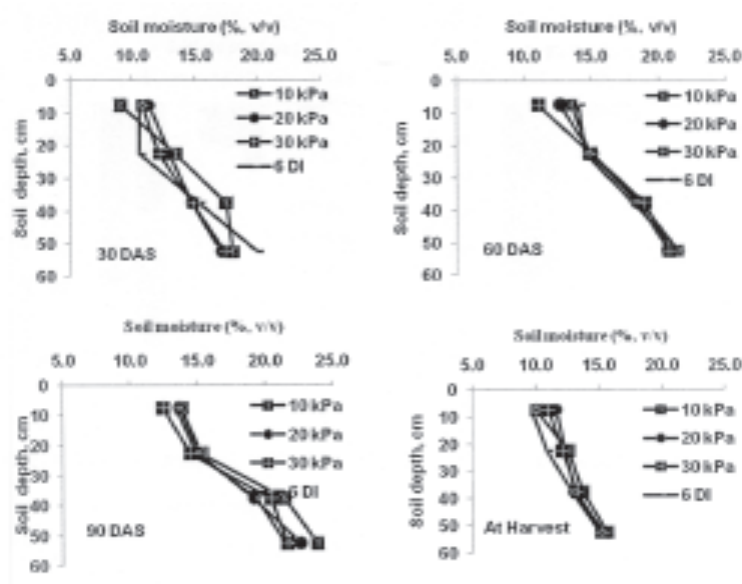 Soil moisture (%, v/v)
5.0 10.0 15.0 20.0 25.0
0
10
20
30
40
50
60
Soil depth, cm
10 kPa
20 kPa
30 kPa
6 DI
30 DAS
Soil moisture (%, v/v)
5.0 10.0 15.0 20.0 25.0
0
10
20
30
40
50
60
Soil depth, cm
10 kPa
20 kPa
30 kPa
6 DI
60 DAS
Soil moisture (%, v/v)
5.0 10.0 15.0 20.0 25.0
0
10
20
30
40
50
60
Soil depth, cm
10 kPa
20 kPa
30 kPa
6 DI
90 DAS
Soil moisture (%, v/v)
5.0 10.0 15.0 20.0 25.0
0
10
20
30
40
50
60
Soil depth, cm
10 kPa
20 kPa
30 kPa
6 DI
At Harvest